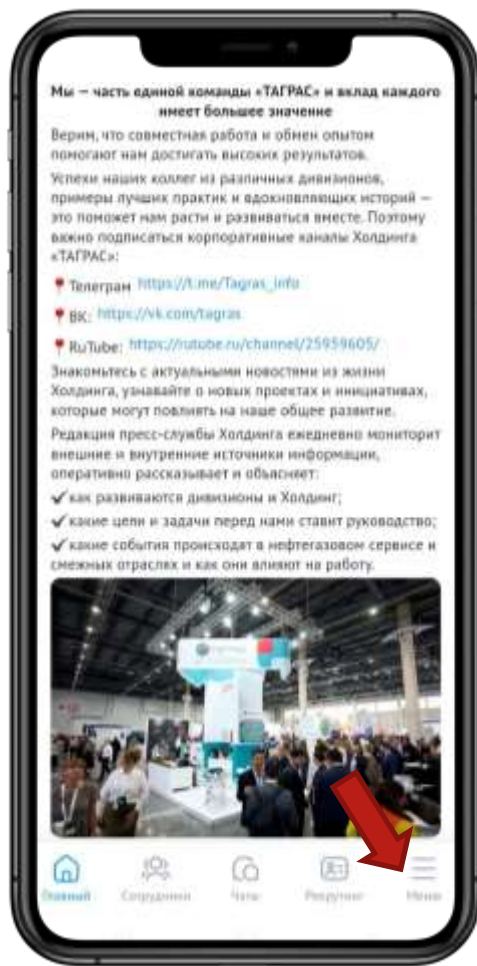 Мы — часть единой команды «ТАГРАС» и вклад каждого
имеет большее значение
Верим, что совместная работа и обмен опытом
помогают нам достигать высоких результатов.
Успехи наших коллег из различных дивизионов,
примеры лучших практик и вдохновляющих историй —
это поможет нам расти и развиваться вместе. Поэтому
важно подписаться корпоративные каналы Холдинга
«ТАГРАС»:
Телеграм https://t.me/Tagras_info
ВК: https://vk.com/tagras
RuTube: https://rutube.ru/channel/25959605/
Знакомьтесь с актуальными новостями из жизни
Холдинга, узнавайте о новых проектах и инициативах,
которые могут повлиять на наше общее развитие.
Редакция пресс-службы Холдинга ежедневно мониторит
внешние и внутренние источники информации,
оперативно рассказывает и объясняет:
✔как развиваются дивизионы и Холдинг;
✔какие цели и задачи перед нами ставит руководство;
✔какие события происходят в нефтегазовом сервисе и
смежных отраслях и как они влияют на работу.
Главный Сотрудники Чаты Рекрутинг Меню